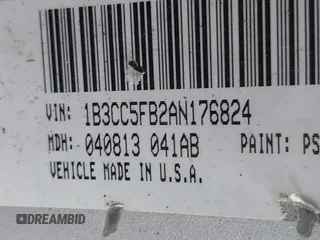 VIN: 1B3CC5FB2AN176824
MDH: 040813 041AB PAINT: PS
VEHICLE MADE IN U.S.A.
DREAMBID